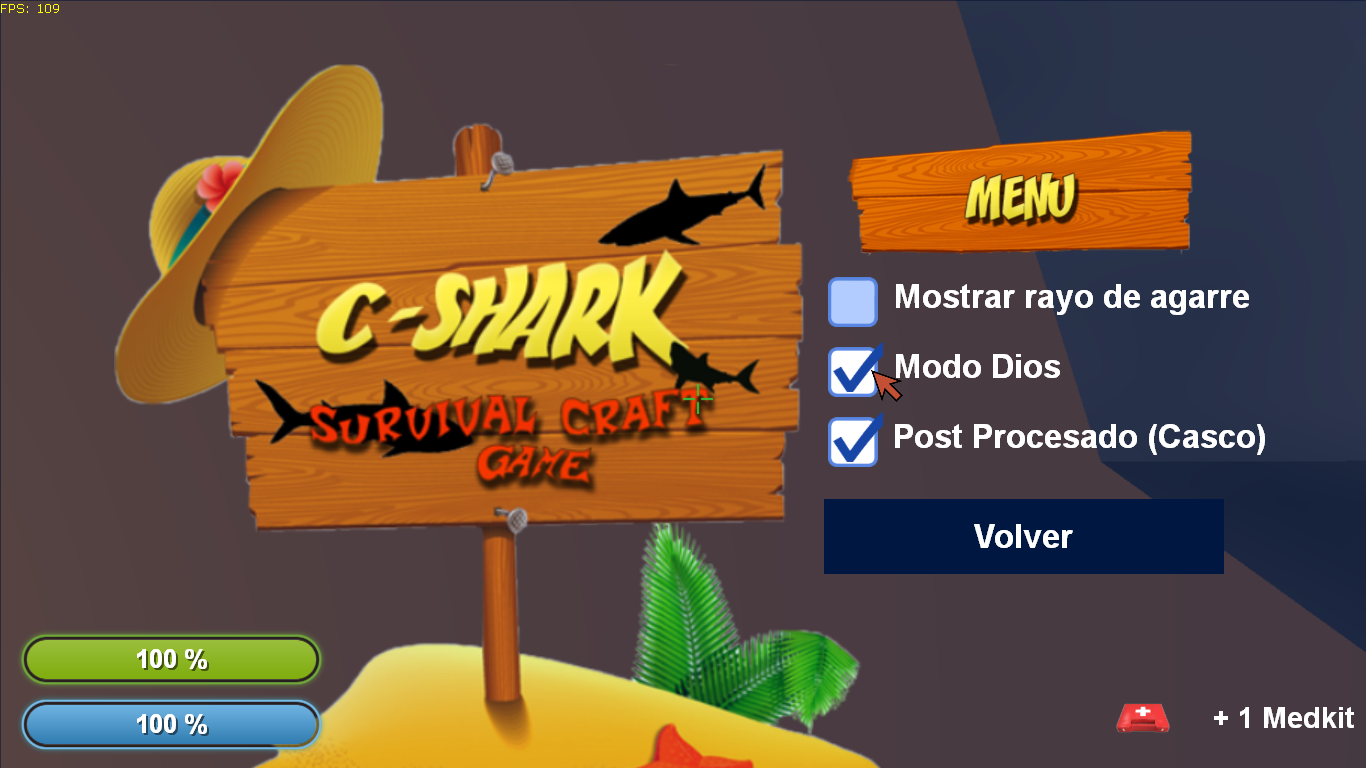 FPS: 109
C-SHARK
SURVIVAL CRAFT
GAME
MENU
Mostrar rayo de agarre
Modo Dios
Post Procesado (Casco)
Volver
100 %
100 %
+ 1 Medkit